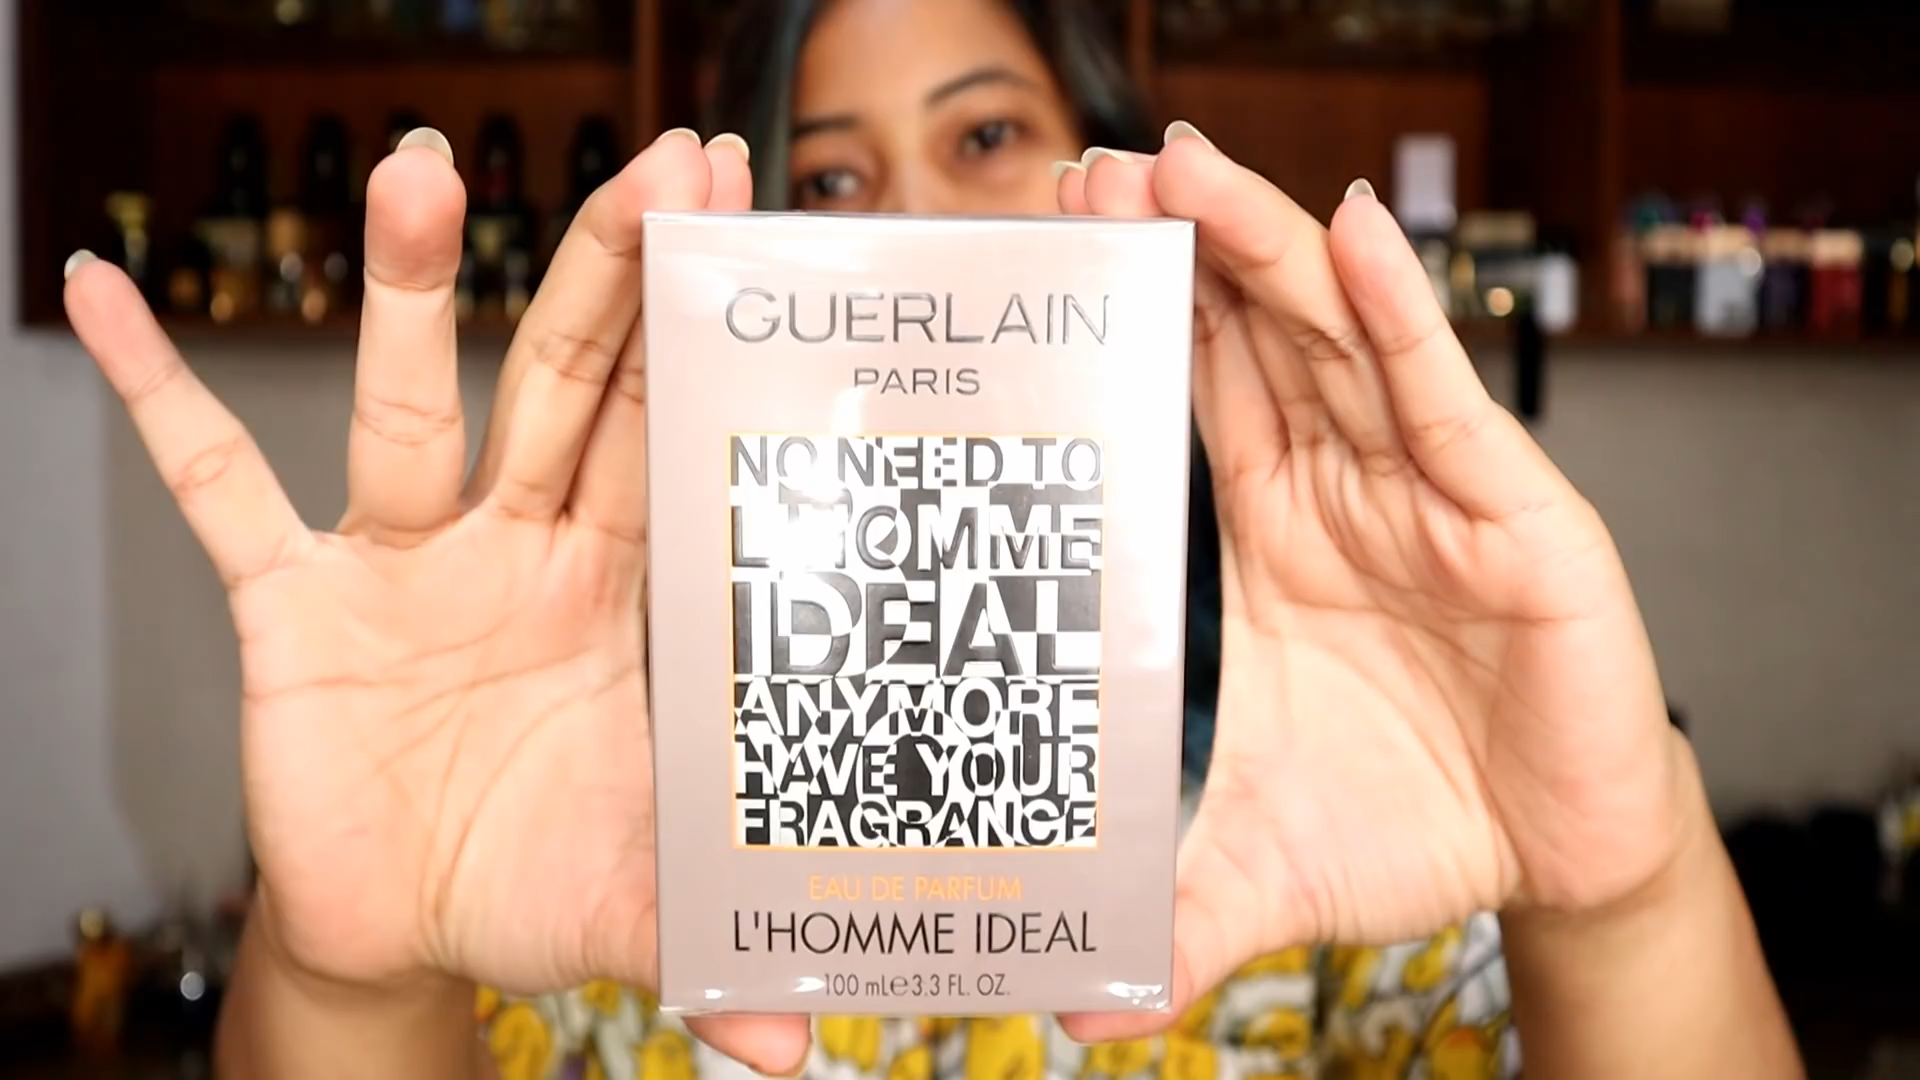 GUERLAIN
PARIS
NO NEED TO
L'HOMME
IDEAL
ANYMORE
HAVE YOUR
FRAGRANCE
EAU DE PARFUM
L'HOMME IDEAL
100 mL e 3.3 FL. OZ.